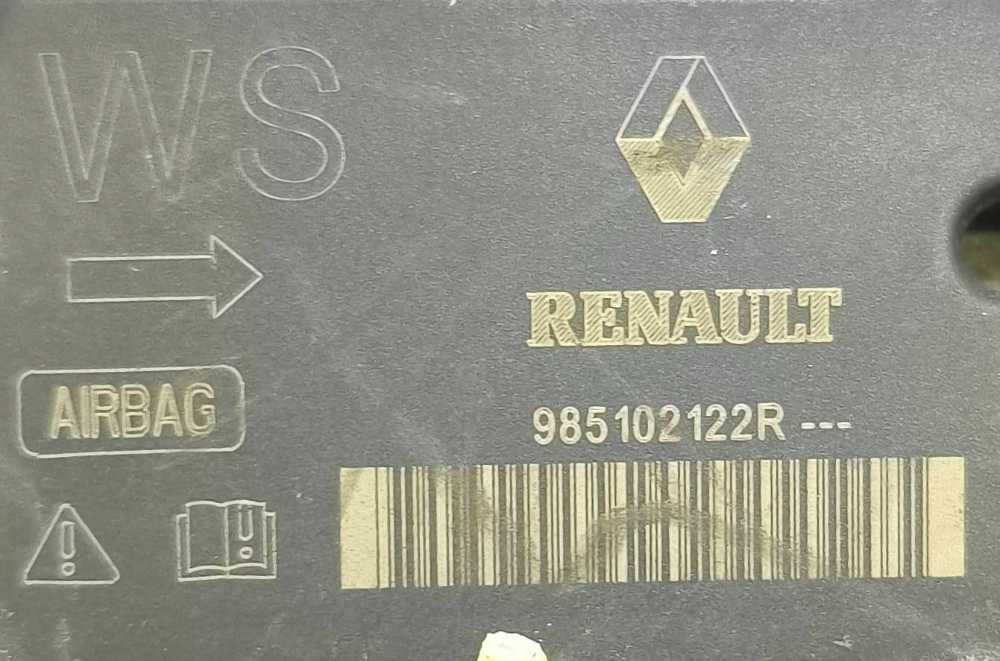 WS
RENAULT
AIRBAG
985102122R ---